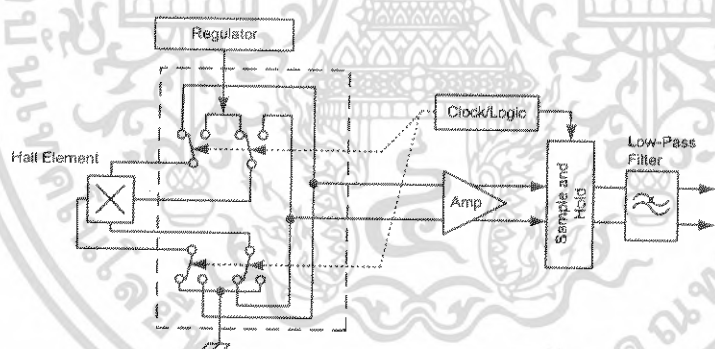 Regulator
Clock/Logic
Low-Pass
Filter
Hall Element
Amp
Sample and
Hold